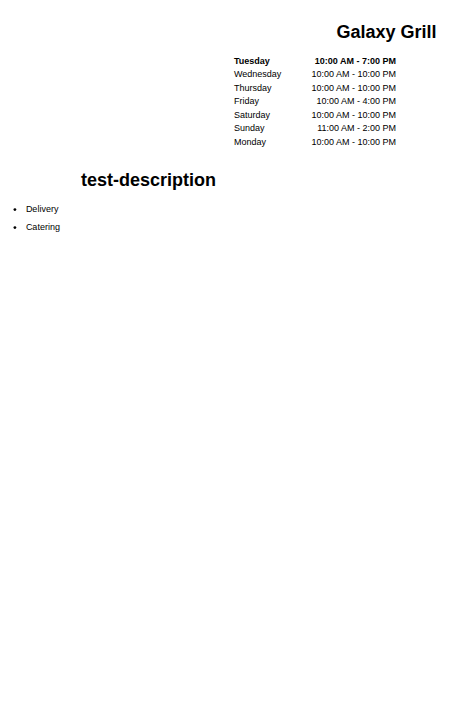 Galaxy Grill
Tuesday 10:00 AM - 7:00 PM
Wednesday 10:00 AM - 10:00 PM
Thursday 10:00 AM - 10:00 PM
Friday 10:00 AM - 4:00 PM
Saturday 10:00 AM - 10:00 PM
Sunday 11:00 AM - 2:00 PM
Monday 10:00 AM - 10:00 PM
test-description
• Delivery
• Catering